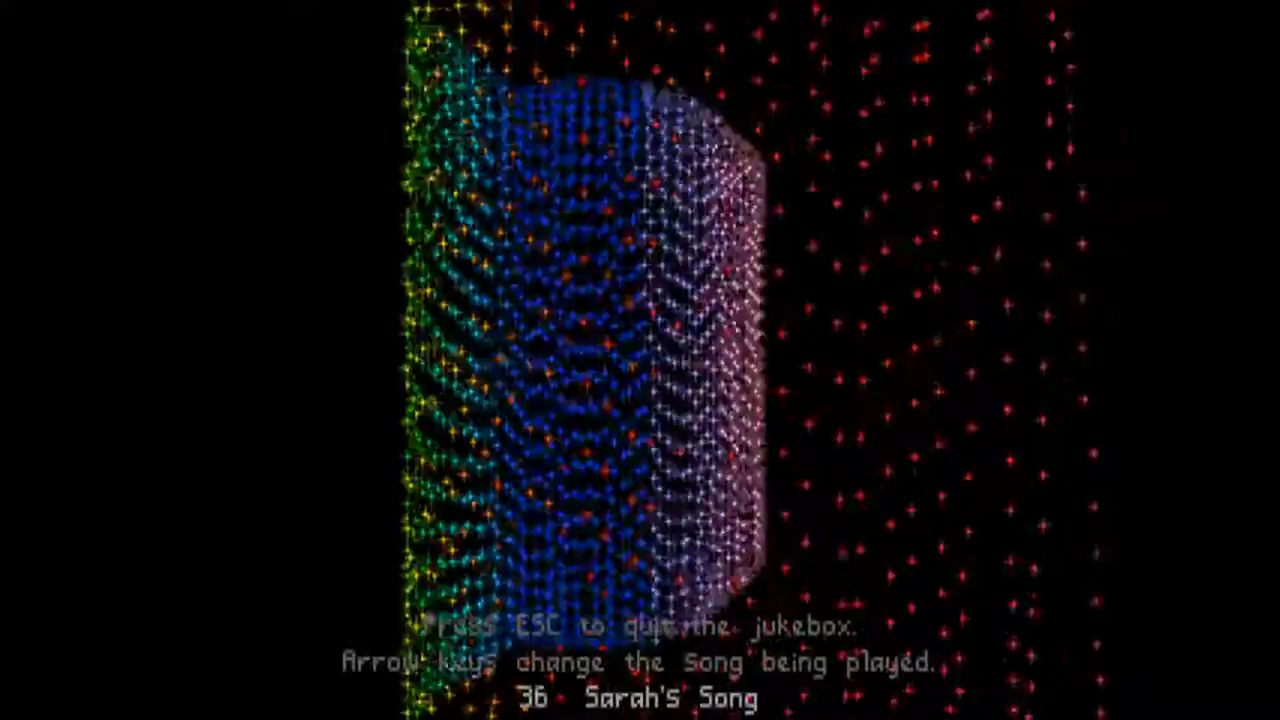 Press ESC to quit the jukebox.
Arrow keys change the song being played.
36 Sarah's Song